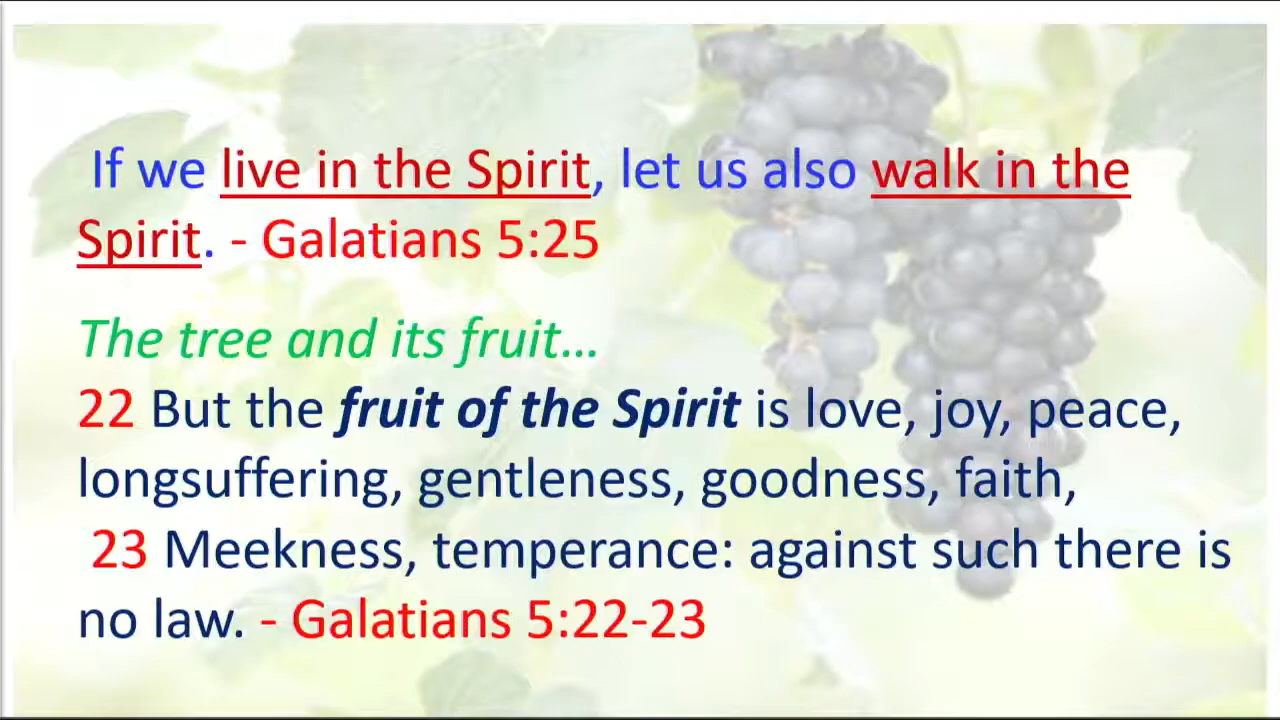 If we live in the Spirit, let us also walk in the
Spirit. - Galatians 5:25
The tree and its fruit...
22 But the fruit of the Spirit is love, joy, peace,
longsuffering, gentleness, goodness, faith,
23 Meekness, temperance: against such there is
no law. - Galatians 5:22-23